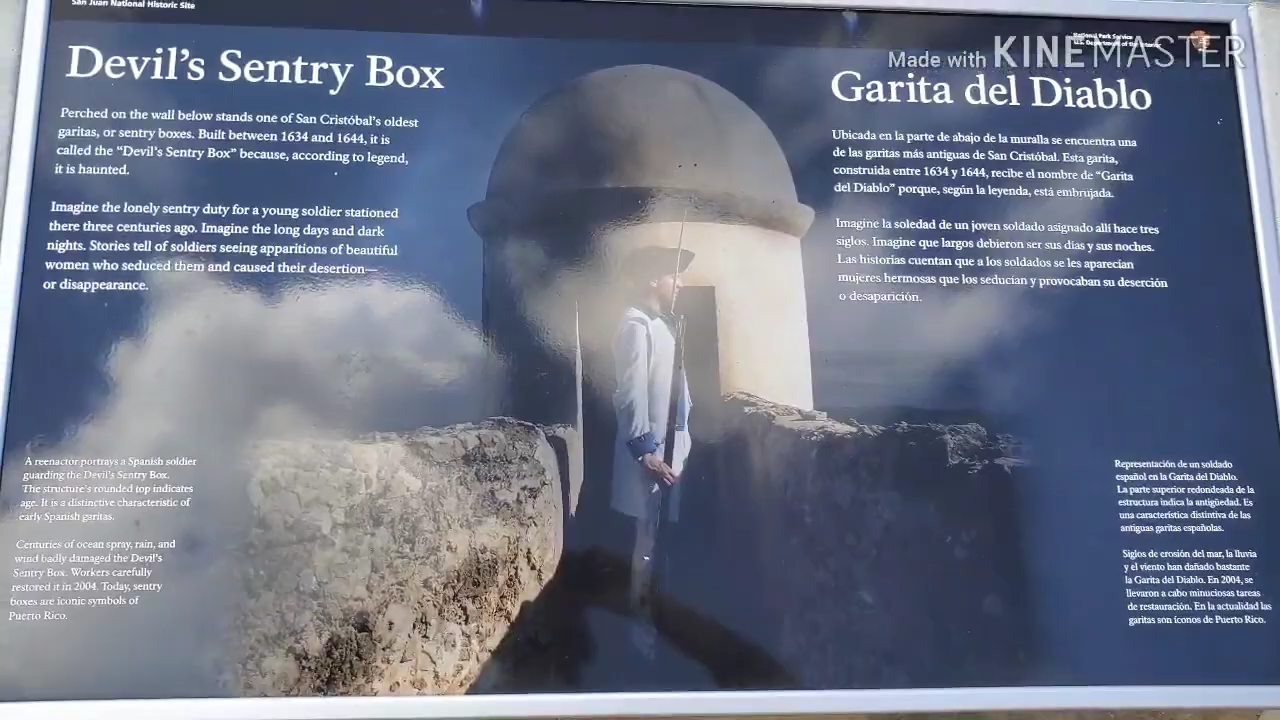 San Juan National Historic Site
National Park Service
U.S. Department of the Interior
Made with KINEMASTER
Devil's Sentry Box
Perched on the wall below stands one of San Cristóbal's oldest
garitas, or sentry boxes. Built between 1634 and 1644, it is
called the “Devil's Sentry Box” because, according to legend,
it is haunted.
Imagine the lonely sentry duty for a young soldier stationed
there three centuries ago. Imagine the long days and dark
nights. Stories tell of soldiers seeing apparitions of beautiful
women who seduced them and caused their desertion—
or disappearance.
A reenactor portrays a Spanish soldier
guarding the Devil's Sentry Box.
The structure's rounded top indicates
age. It is a distinctive characteristic of
early Spanish garitas.
Centuries of ocean spray, rain, and
wind badly damaged the Devil's
Sentry Box. Workers carefully
restored it in 2004. Today, sentry
boxes are iconic symbols of
Puerto Rico.
Garita del Diablo
Ubicada en la parte de abajo de la muralla se encuentra una
de las garitas más antiguas de San Cristóbal. Esta garita,
construida entre 1634 y 1644, recibe el nombre de “Garita
del Diablo” porque, según la leyenda, está embrujada.
Imagine la soledad de un joven soldado asignado allí hace tres
siglos. Imagine que largos debieron ser sus días y sus noches.
Las historias cuentan que a los soldados se les aparecían
mujeres hermosas que los seducían y provocaban su deserción
o desaparición.
Representación de un soldado
español en la Garita del Diablo.
La parte superior redondeada de la
estructura indica la antigüedad. Es
una característica distintiva de las
antiguas garitas españolas.
Siglos de erosión del mar, la lluvia
y el viento han dañado bastante
la Garita del Diablo. En 2004, se
llevaron a cabo minuciosas tareas
de restauración. En la actualidad las
garitas son íconos de Puerto Rico.